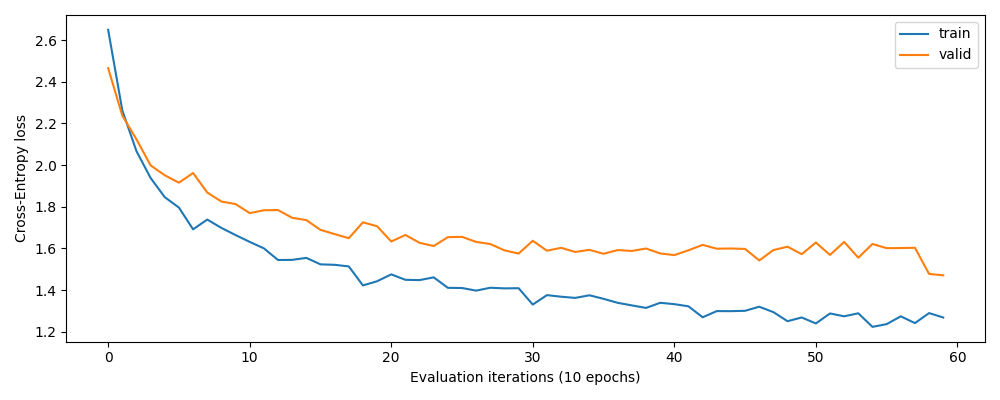 train
valid
Cross-Entropy loss
2.6
2.4
2.2
2.0
1.8
1.6
1.4
1.2
0 10 20 30 40 50 60
Evaluation iterations (10 epochs)